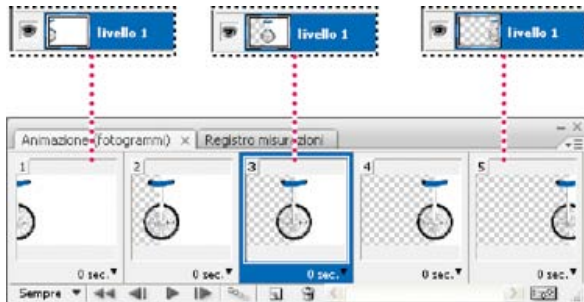 livello 1 livello 1 livello 1
Animazione (fotogrammi) × Registro misurazioni
1 2 3 4 5
0 sec. 0 sec. 0 sec. 0 sec. 0 sec.
Sempre